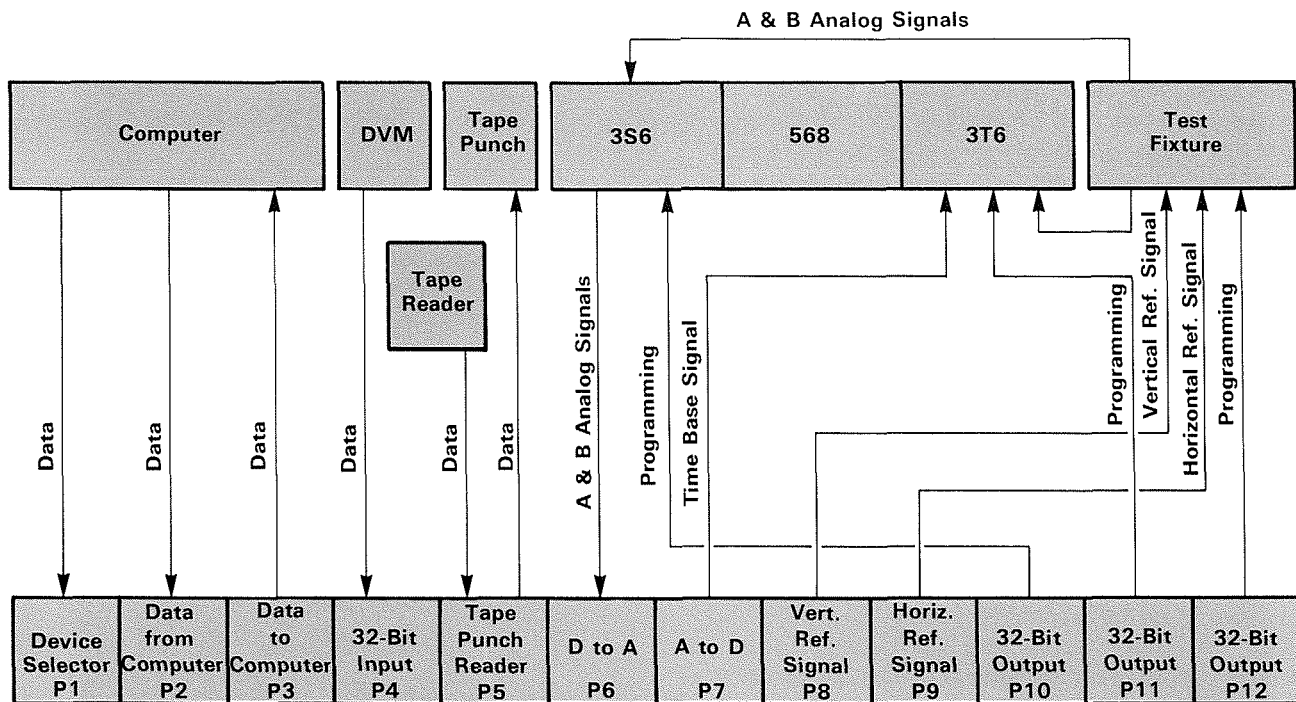 A & B Analog Signals
Computer
DVM
Tape
Punch
3S6
568
3T6
Test
Fixture
Tape
Reader
Data
Data
Data
Data
Data
Data
A & B Analog Signals
Programming
Time Base Signal
Programming
Vertical Ref. Signal
Horizontal Ref. Signal
Programming
Device
Selector
P1
Data
from
Computer
P2
Data
to
Computer
P3
32-Bit
Input
P4
Tape
Punch
Reader
P5
D to A
P6
A to D
P7
Vert.
Ref.
Signal
P8
Horiz.
Ref.
Signal
P9
32-Bit
Output
P10
32-Bit
Output
P11
32-Bit
Output
P12